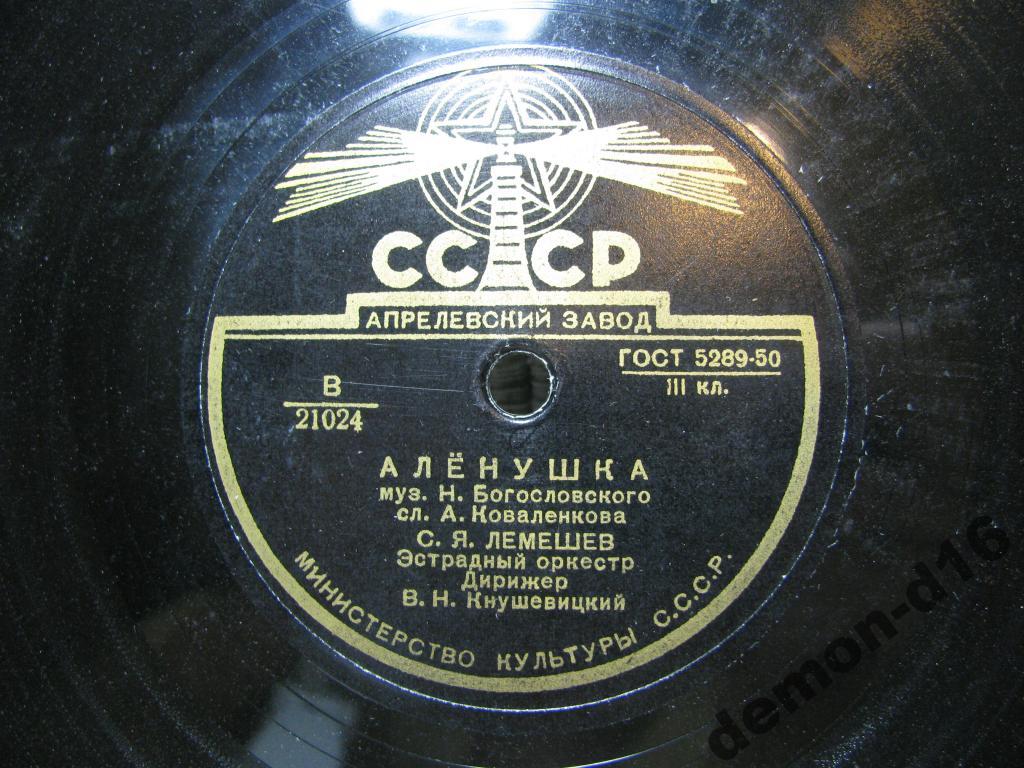 СССР
АПРЕЛЕВСКИЙ ЗАВОД
ГОСТ 5289-50
III кл.
В
21024
АЛЁНУШКА
муз. Н. Богословского
сл. А. Коваленкова
С. Я. ЛЕМЕШЕВ
Эстрадный оркестр
Дирижер
В. Н. Кнушевицкий
МИНИСТЕРСТВО КУЛЬТУРЫ С.С.С.Р.
demon-d16